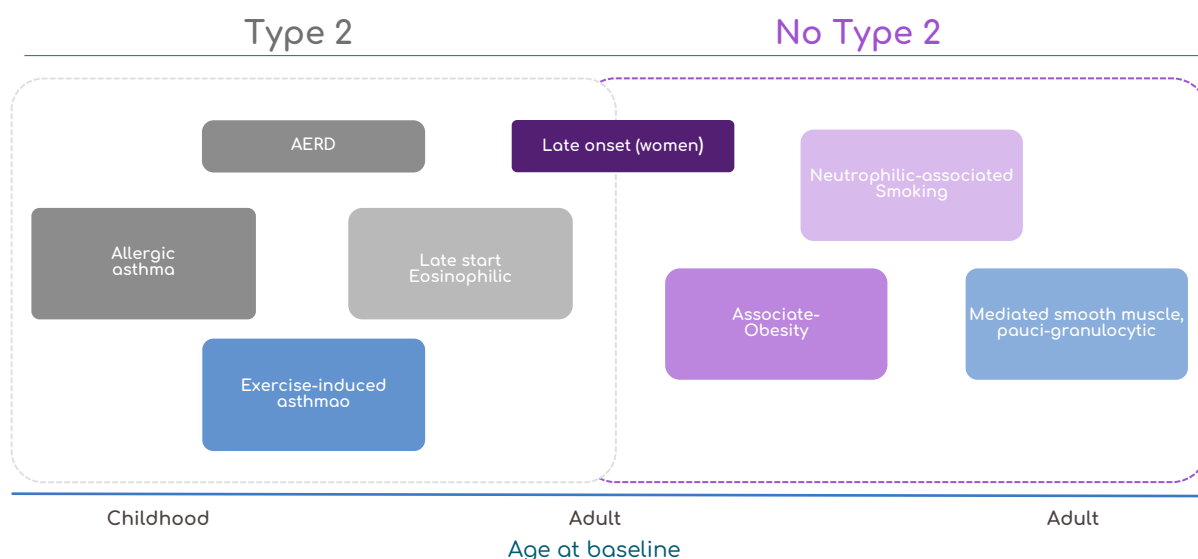 Type 2
No Type 2
AERD
Late onset (women)
Neutrophilic-associated
Smoking
Allergic
asthma
Late start
Eosinophilic
Associate-
Obesity
Mediated smooth muscle,
pauci-granulocytic
Exercise-induced
asthmao
Childhood
Adult
Adult
Age at baseline